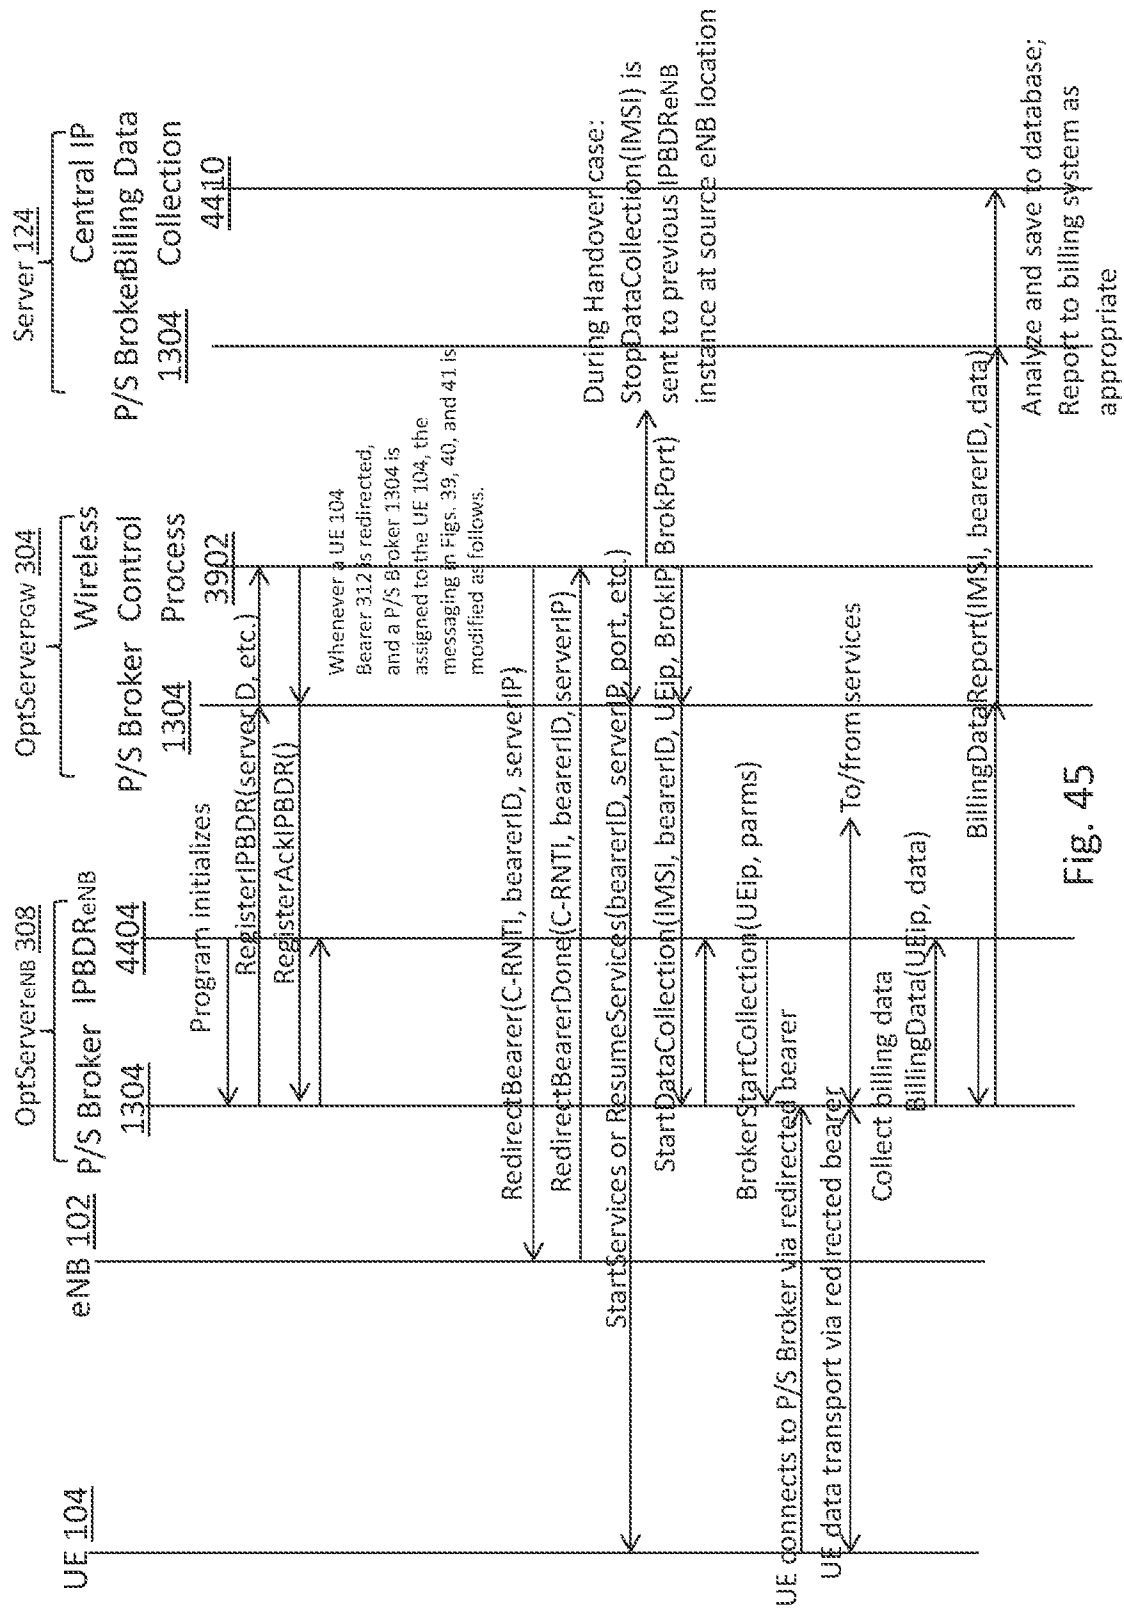 UE 104
eNB 102
OptServereNB 308
P/S Broker IPBDReNB
1304 4404
OptServerPGW 304
Wireless
P/S Broker Control
1304 Process
3902
Server 124
Central IP
P/S BrokerBilling Data
1304 Collection
4410
Program initializes
RegisterIPBDR(serverID, etc.)
RegisterAckIPBDR()
Whenever a UE 104
Bearer 312 is redirected,
and a P/S Broker 1304 is
assigned to the UE 104, the
messaging in Figs. 39, 40, and 41 is
modified as follows.
RedirectBearer(C-RNTI, bearerID, serverIP)
RedirectBearerDone(C-RNTI, bearerID, serverIP)
StartServices or ResumeServices(bearerID, serverIP, port, etc.)
During Handover case:
StopDataCollection(IMSI) is
sent to previous IPBDReNB
instance at source eNB location
StartDataCollection(IMSI, bearerID, UEip, BrokIP, BrokPort)
BrokerStartCollection(UEip, parms)
UE connects to P/S Broker via redirected bearer
UE data transport via redirected bearer
To/from services
Collect billing data
BillingData(UEip, data)
BillingDataReport(IMSI, bearerID, data)
Analyze and save to database;
Report to billing system as
appropriate
Fig. 45